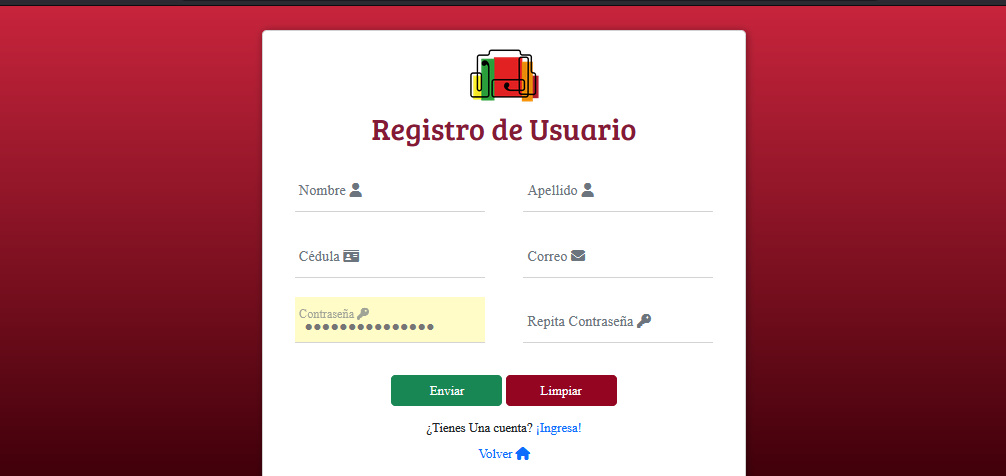 Registro de Usuario
Nombre
Apellido
Cédula
Correo
Contraseña
Repita Contraseña
Enviar
Limpiar
¿Tienes Una cuenta? ¡Ingresa!
Volver